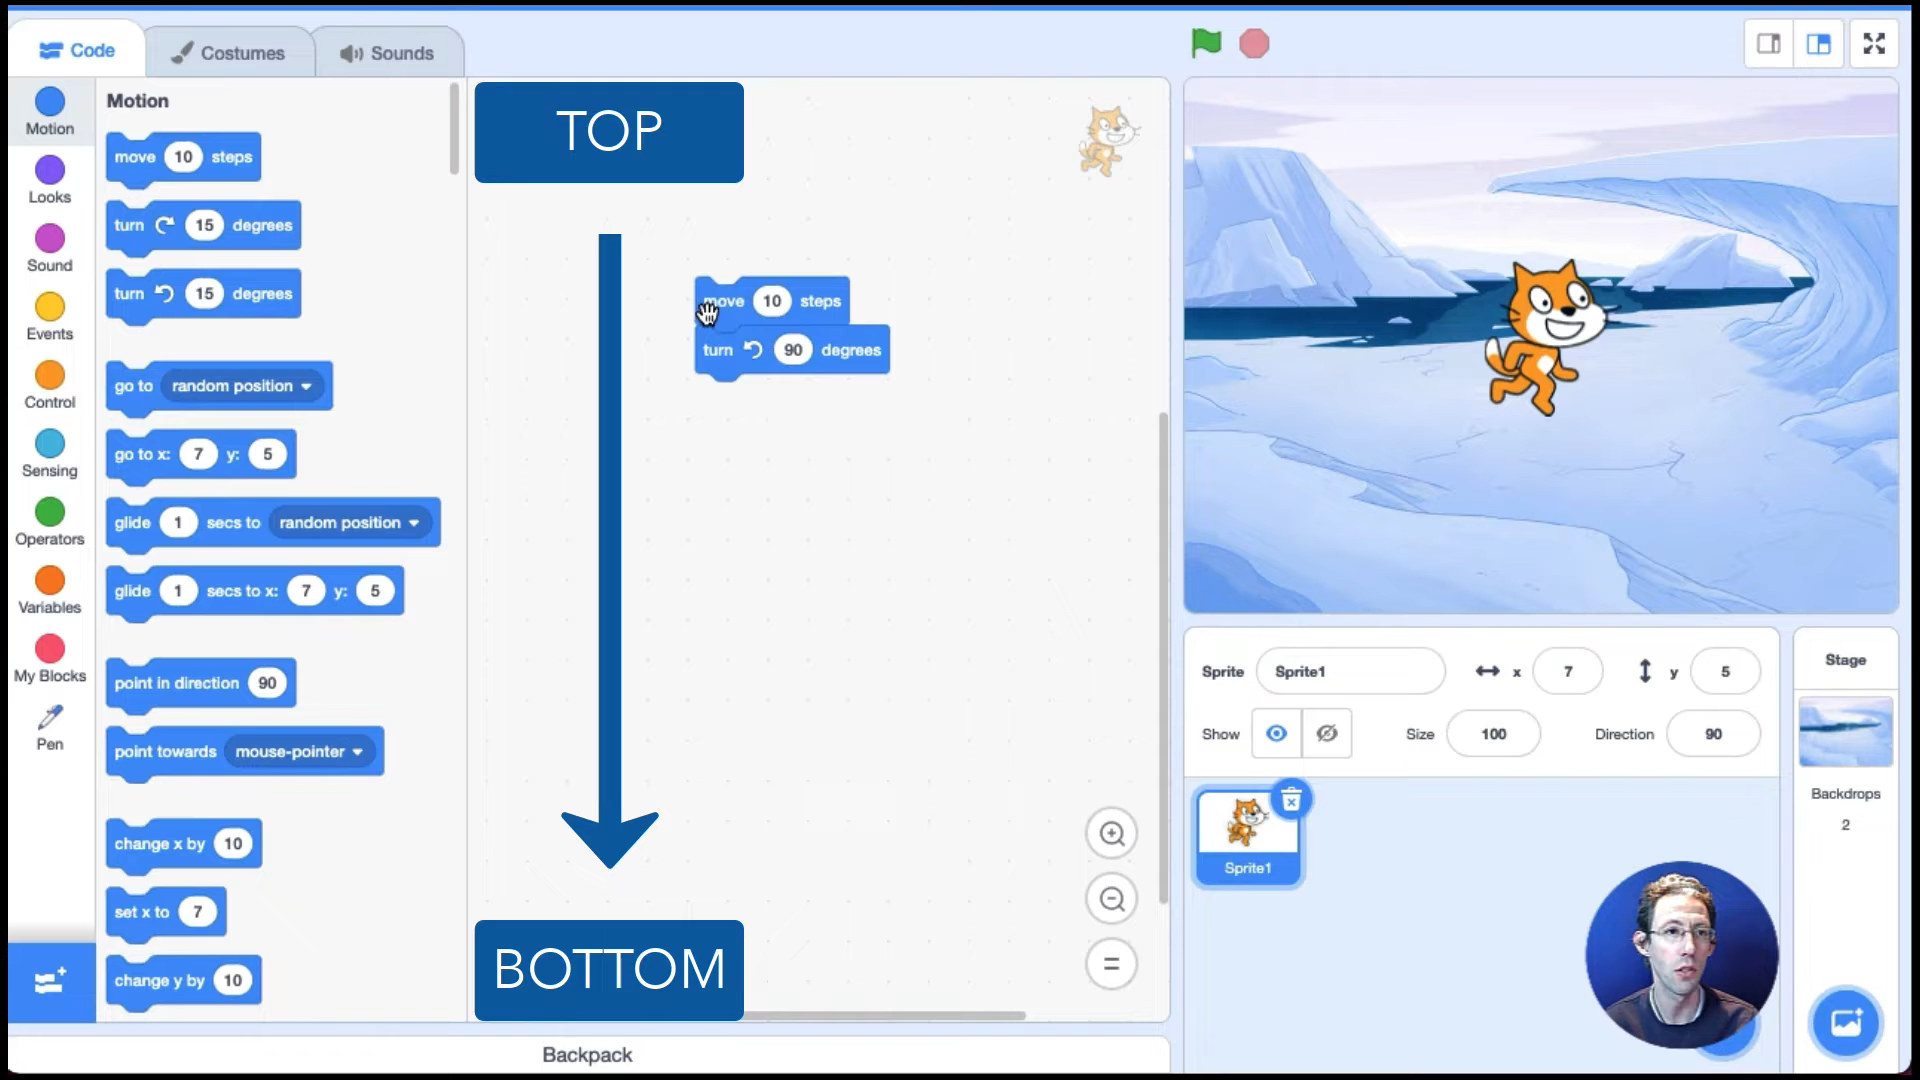 Code
Costumes
Sounds
Motion
Looks
Sound
Events
Control
Sensing
Operators
Variables
My Blocks
Pen
Motion
move 10 steps
turn 15 degrees
turn 15 degrees
go to random position
go to x: 7 y: 5
glide 1 secs to random position
glide 1 secs to x: 7 y: 5
point in direction 90
point towards mouse-pointer
change x by 10
set x to 7
change y by 10
TOP
move 10 steps
turn 90 degrees
BOTTOM
Backpack
Sprite Sprite1 x 7 y 5
Show Size 100 Direction 90
Sprite1
Stage
Backdrops
2